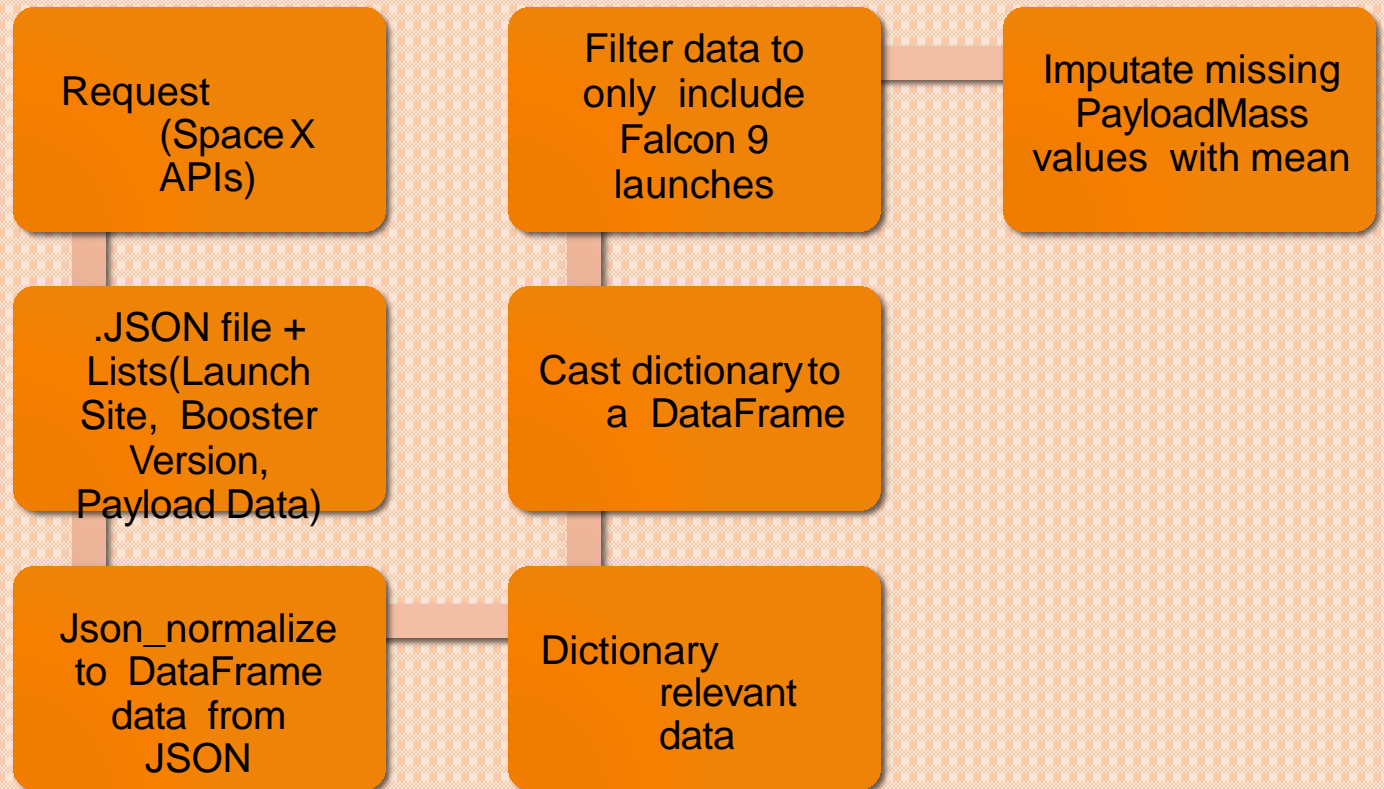 Request
(Space X
APIs)
.JSON file +
Lists(Launch
Site, Booster
Version,
Payload Data)
Json_normalize
to DataFrame
data from
JSON
Dictionary
relevant
data
Cast dictionary to
a DataFrame
Filter data to
only include
Falcon 9
launches
Imputate missing
PayloadMass
values with mean